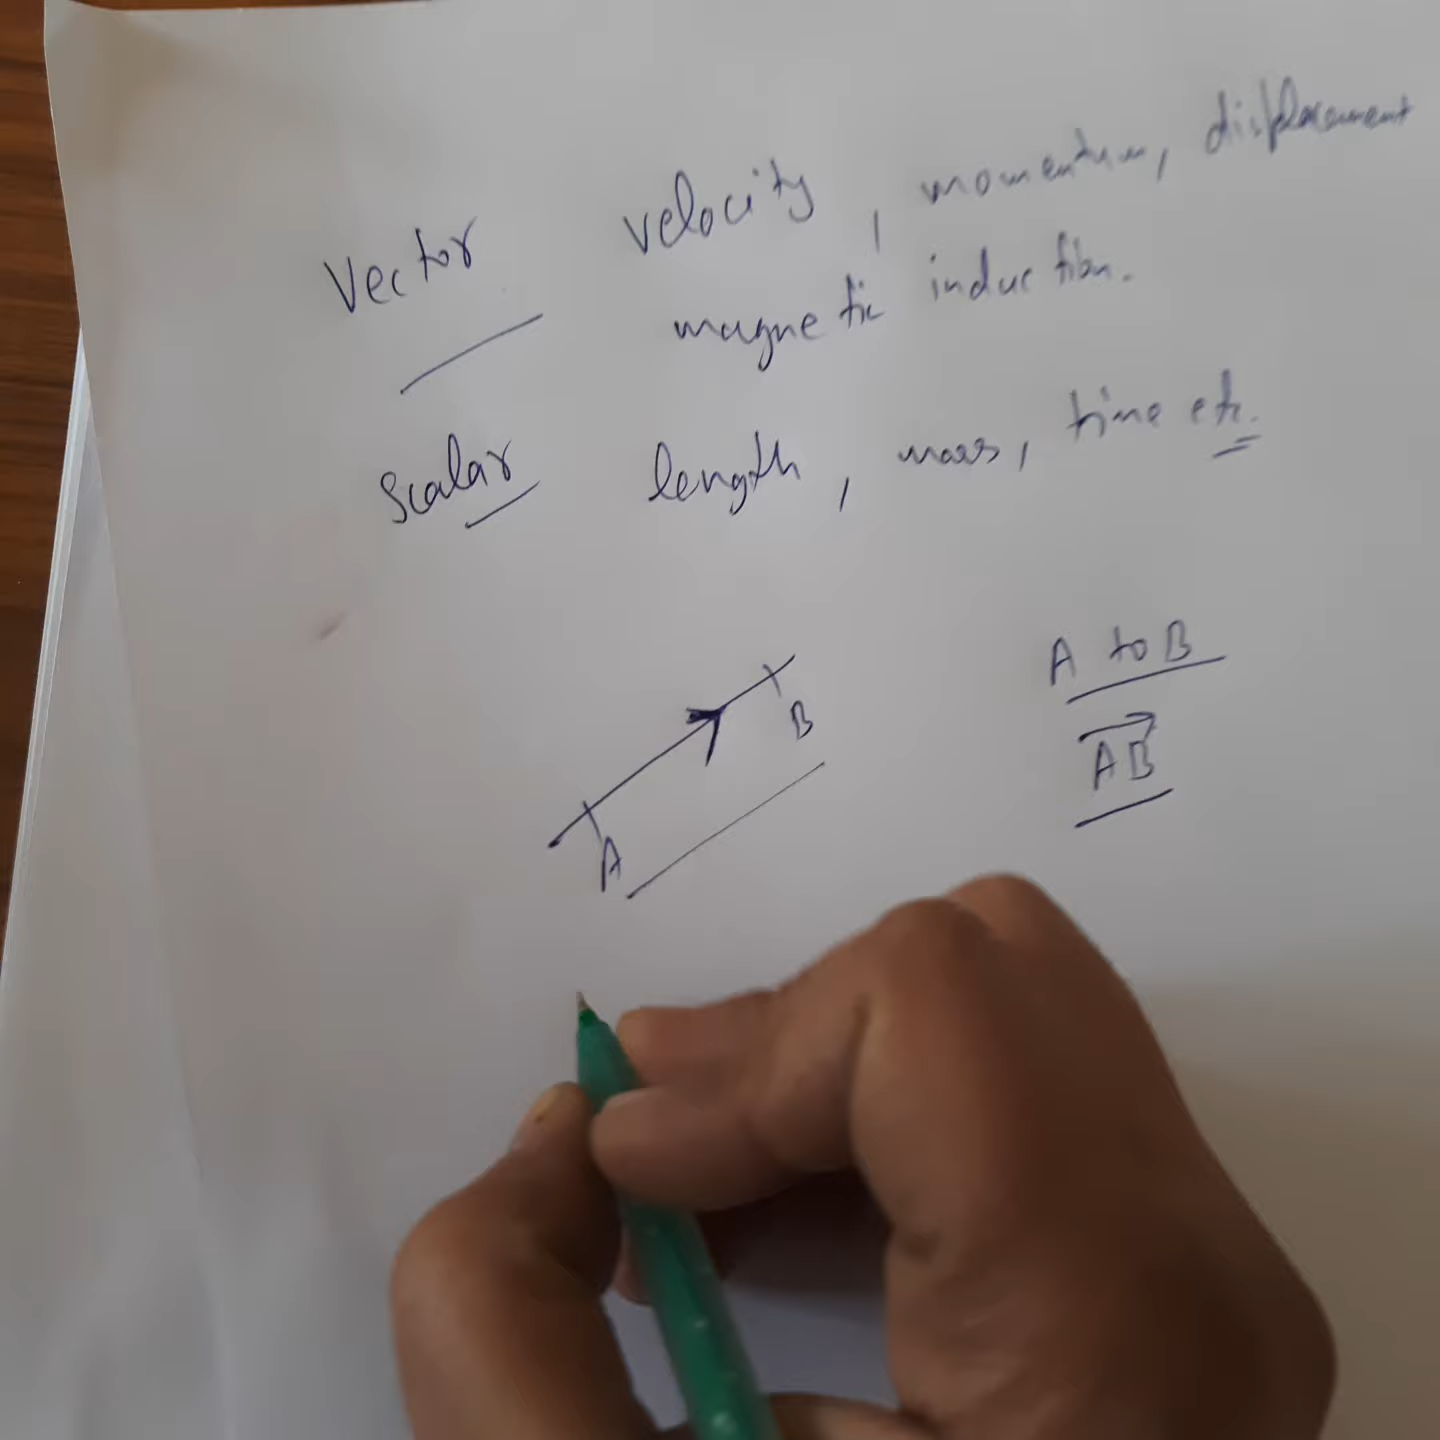 Vector velocity, momentum, displacement
magnetic induction.
Scalar length, mass, time etc.
A to B
AB
B
A